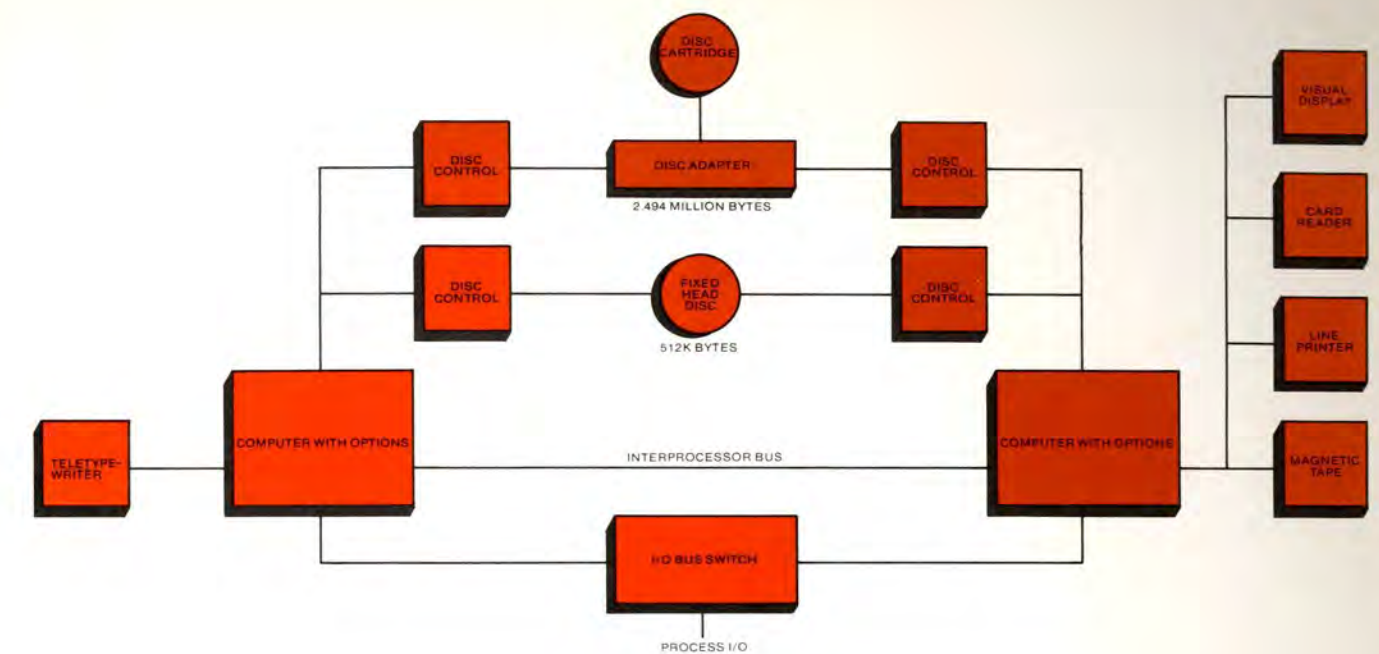 DISC
CARTRIDGE
DISC
CONTROL
DISC ADAPTER
DISC
CONTROL
2.494 MILLION BYTES
DISC
CONTROL
FIXED
HEAD
DISC
DISC
CONTROL
512K BYTES
TELETYPE-
WRITER
COMPUTER WITH OPTIONS
INTERPROCESSOR BUS
COMPUTER WITH OPTIONS
I/O BUS SWITCH
PROCESS I/O
VISUAL
DISPLAY
CARD
READER
LINE
PRINTER
MAGNETIC
TAPE